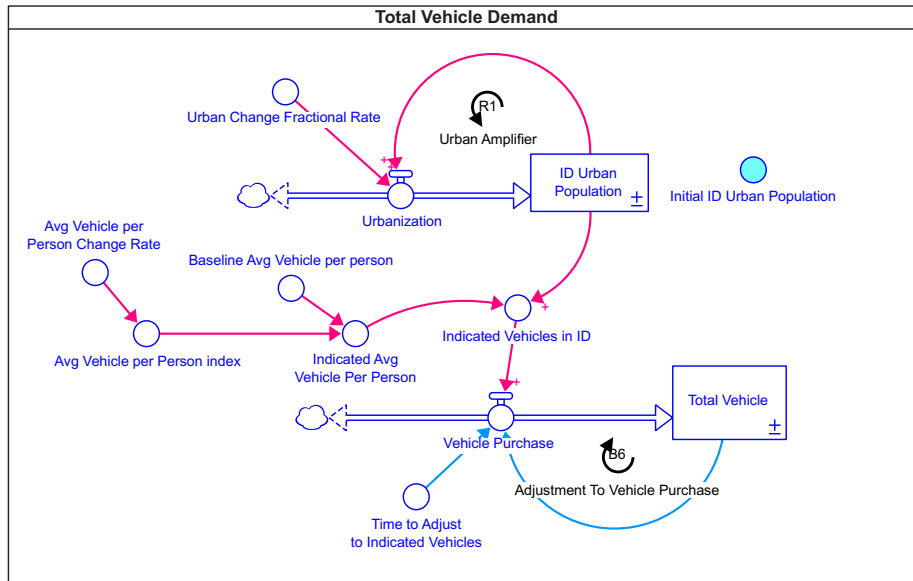 Total Vehicle Demand
R1
Urban Change Fractional Rate
Urban Amplifier
+
+
ID Urban
Population
±
Initial ID Urban Population
Urbanization
Avg Vehicle per
Person Change Rate
Baseline Avg Vehicle per person
+
Indicated Vehicles in ID
Avg Vehicle per Person index
Indicated Avg
Vehicle Per Person
+
Total Vehicle
±
Vehicle Purchase
B6
Adjustment To Vehicle Purchase
Time to Adjust
to Indicated Vehicles